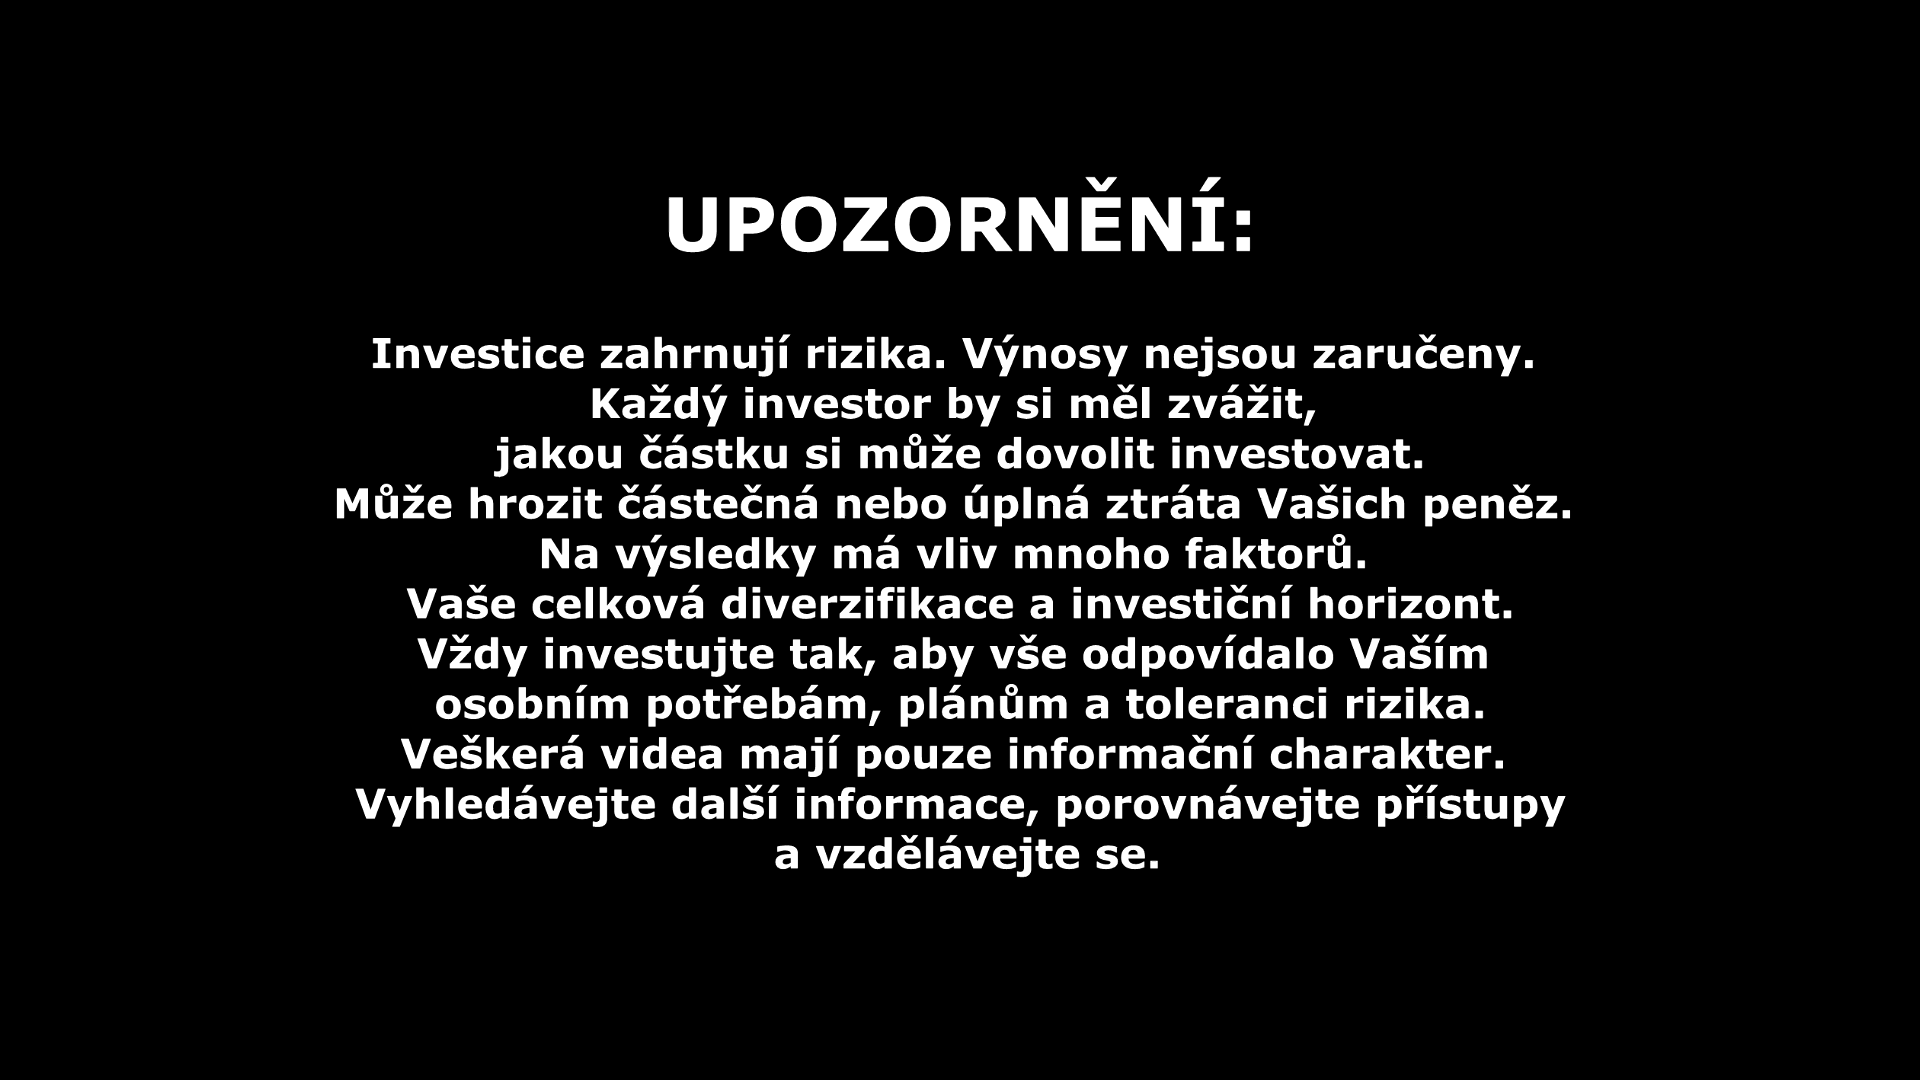 UPOZORNĚNÍ:
Investice zahrnují rizika. Výnosy nejsou zaručeny.
Každý investor by si měl zvážit,
jakou částku si může dovolit investovat.
Může hrozit částečná nebo úplná ztráta Vašich peněz.
Na výsledky má vliv mnoho faktorů.
Vaše celková diverzifikace a investiční horizont.
Vždy investujte tak, aby vše odpovídalo Vaším
osobním potřebám, plánům a toleranci rizika.
Veškerá videa mají pouze informační charakter.
Vyhledávejte další informace, porovnávejte přístupy
a vzdělávejte se.